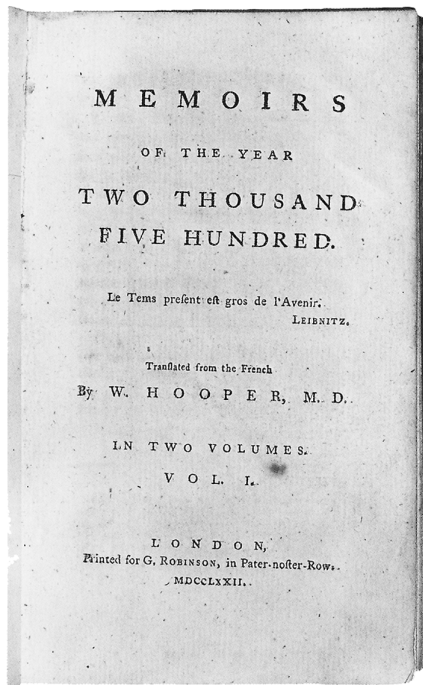 MEMOIRS
OF THE YEAR
TWO THOUSAND
FIVE HUNDRED.
Le Tems preſent eſt gros de l'Avenir.
LEIBNITZ.
Tranſlated from the French
By W. HOOPER, M. D.
IN TWO VOLUMES.
VOL. I.
LONDON,
Printed for G. ROBINSON, in Pater-noſter-Row.
MDCCLXXII.